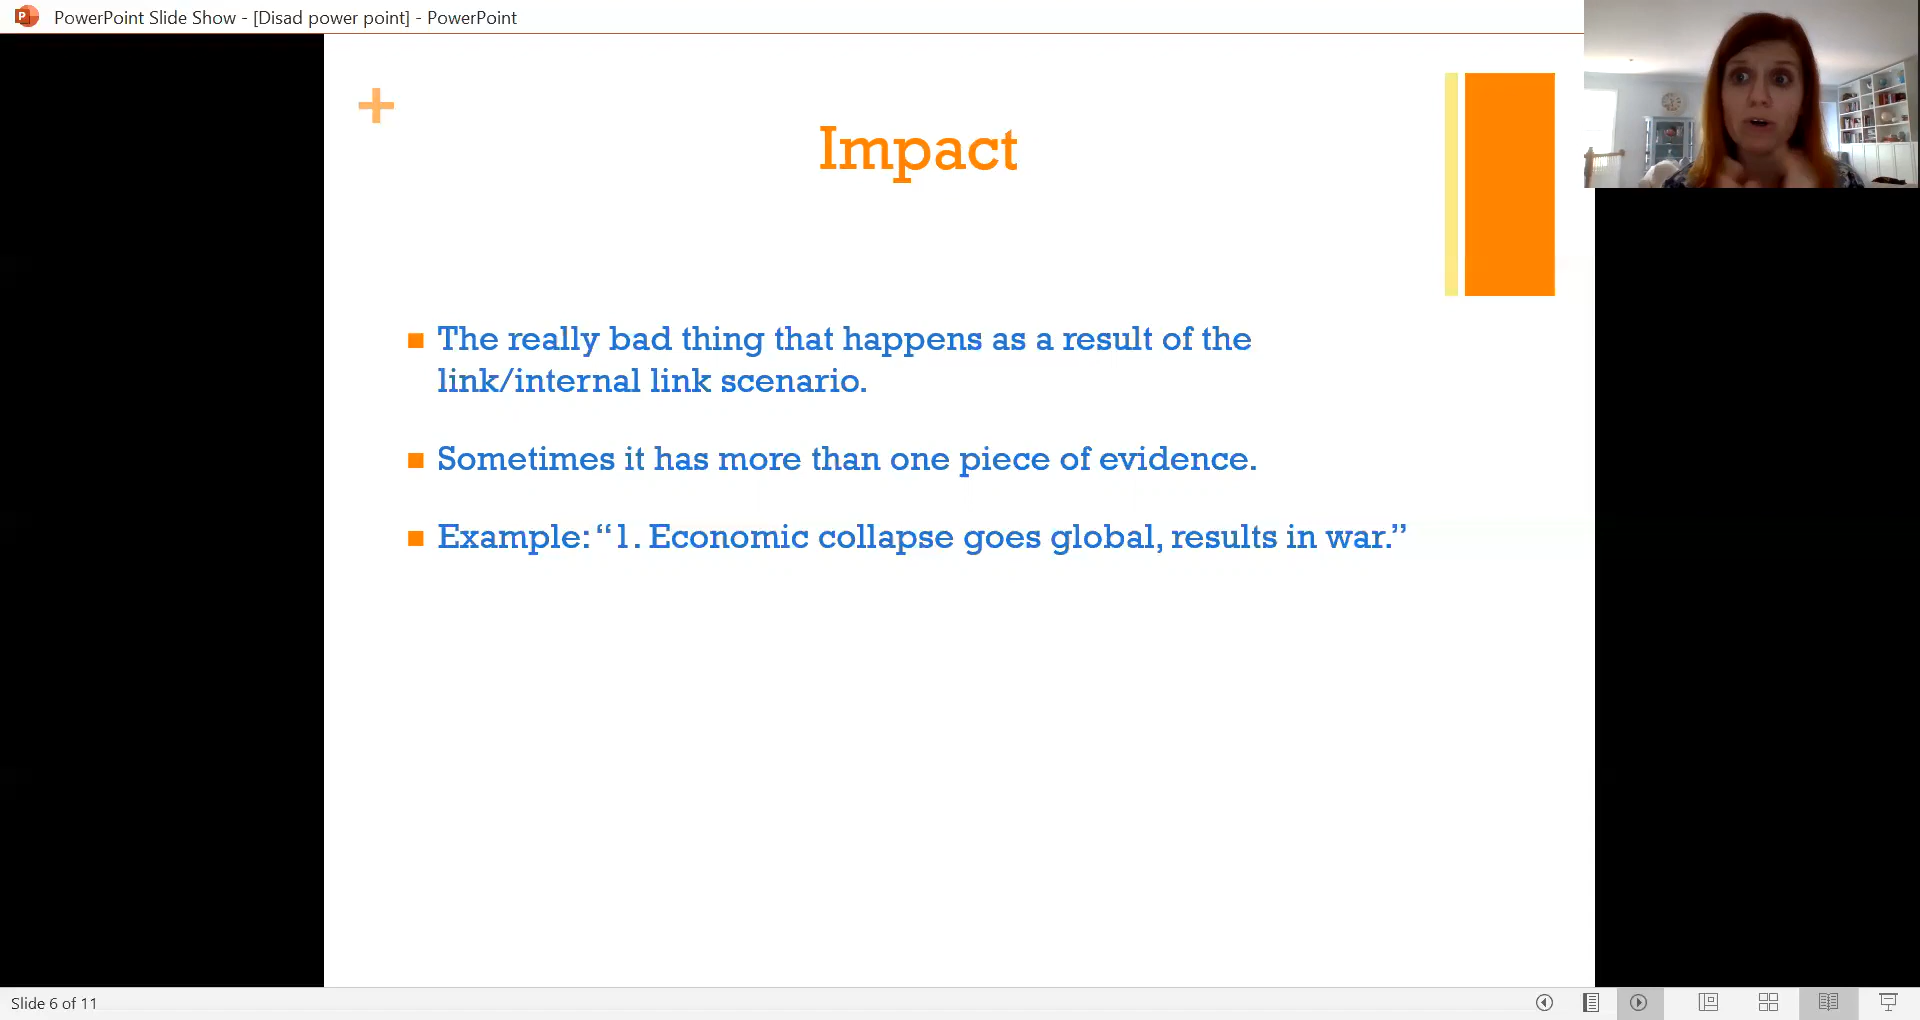 PowerPoint Slide Show - [Disad power point] - PowerPoint
+
Impact
The really bad thing that happens as a result of the
link/internal link scenario.
Sometimes it has more than one piece of evidence.
Example: “1. Economic collapse goes global, results in war.”
Slide 6 of 11